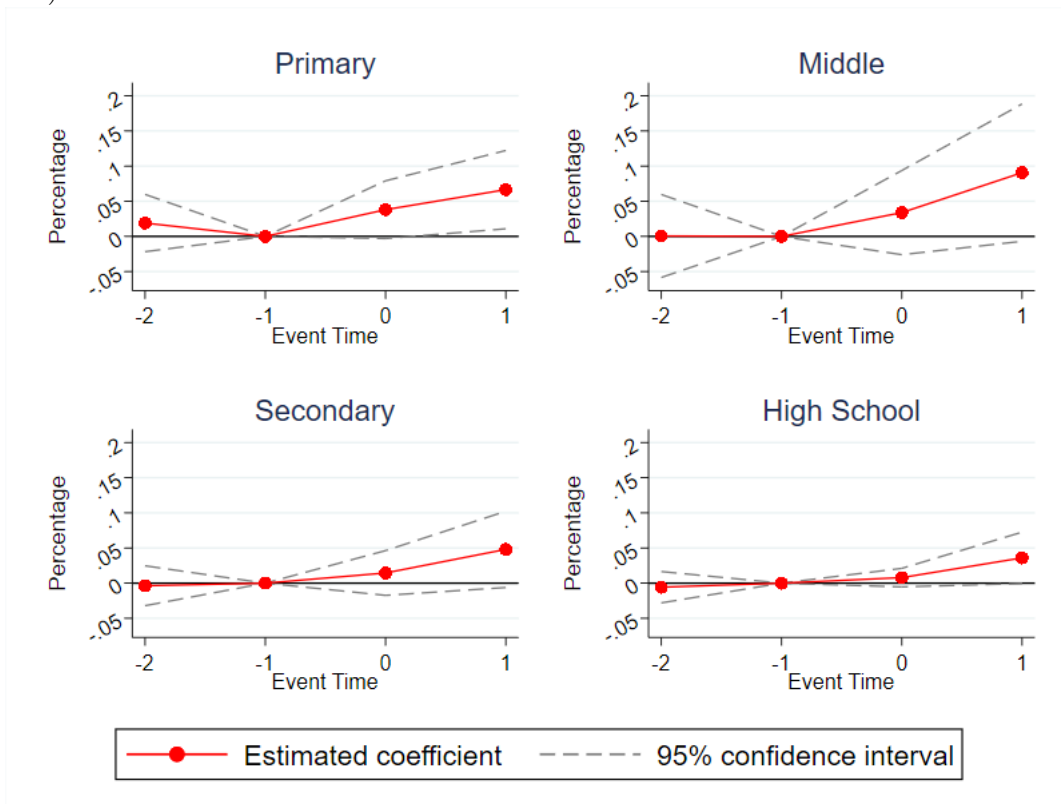 Primary
Percentage
.2
.15
.1
.05
0
-.05
-2 -1 0 1
Event Time
Middle
Percentage
.2
.15
.1
.05
0
-.05
-2 -1 0 1
Event Time
Secondary
Percentage
.2
.15
.1
.05
0
-.05
-2 -1 0 1
Event Time
High School
Percentage
.2
.15
.1
.05
0
-.05
-2 -1 0 1
Event Time
Estimated coefficient 95% confidence interval